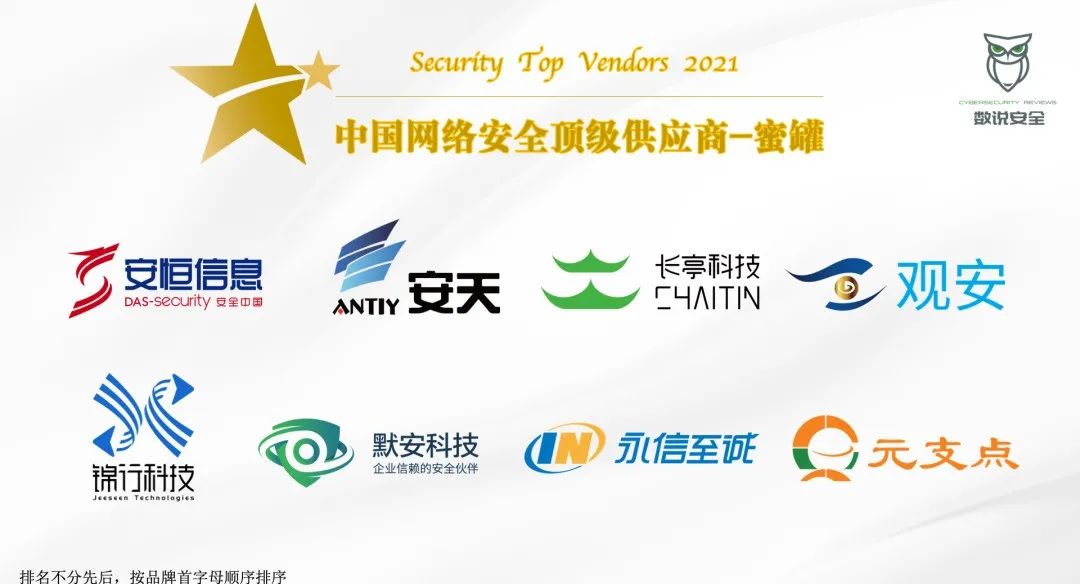 Security Top Vendors 2021
中国网络安全顶级供应商-蜜罐
CYBERSECURITY REVIEWS
数说安全
安恒信息
DAS-security 安全中国
ANTIY 安天
长亭科技
CHAITIN
观安
锦行科技
Jeeseen Technologies
默安科技
企业信赖的安全伙伴
IN 永信至诚
元支点
排名不分先后，按品牌首字母顺序排序